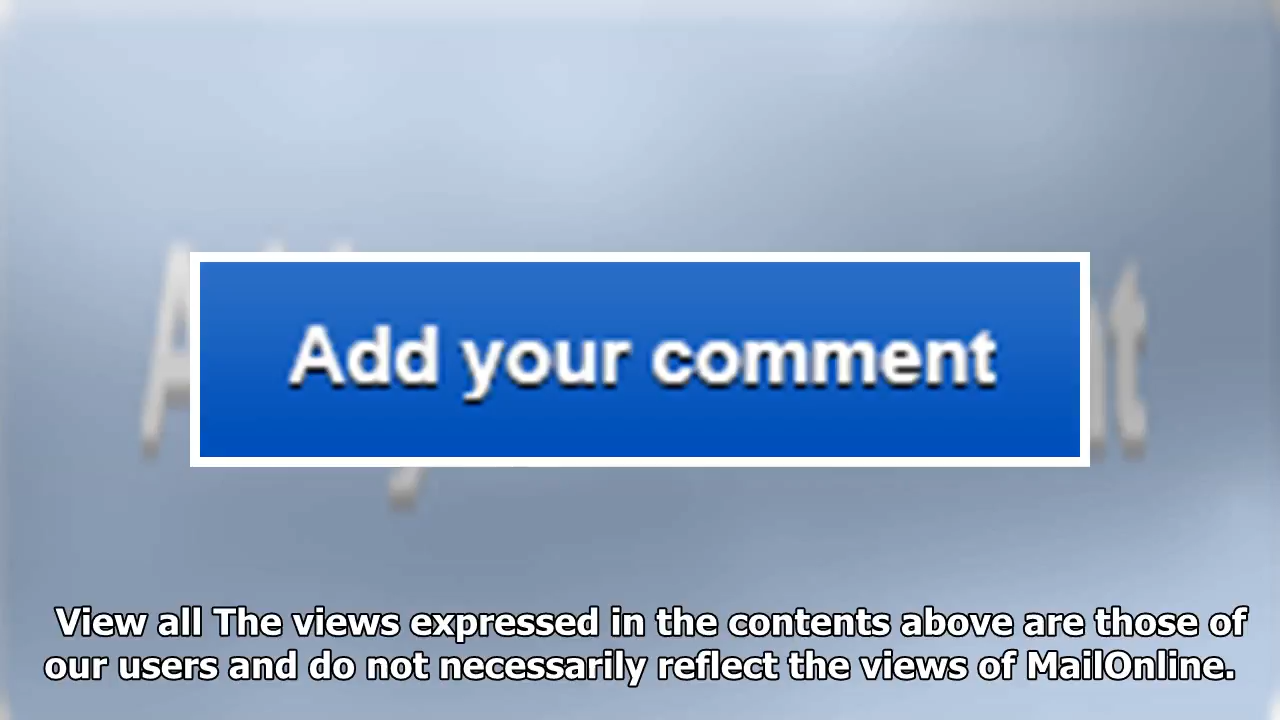 Add your comment
View all The views expressed in the contents above are those of
our users and do not necessarily reflect the views of MailOnline.